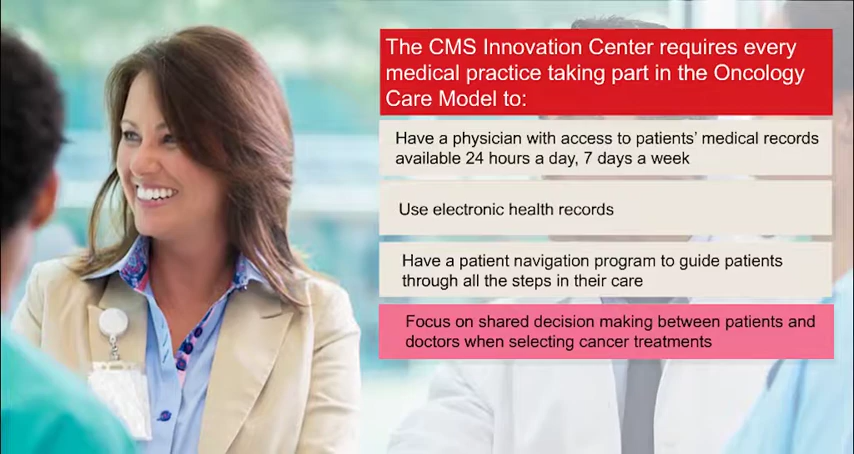 The CMS Innovation Center requires every
medical practice taking part in the Oncology
Care Model to:
Have a physician with access to patients’ medical records
available 24 hours a day, 7 days a week
Use electronic health records
Have a patient navigation program to guide patients
through all the steps in their care
Focus on shared decision making between patients and
doctors when selecting cancer treatments